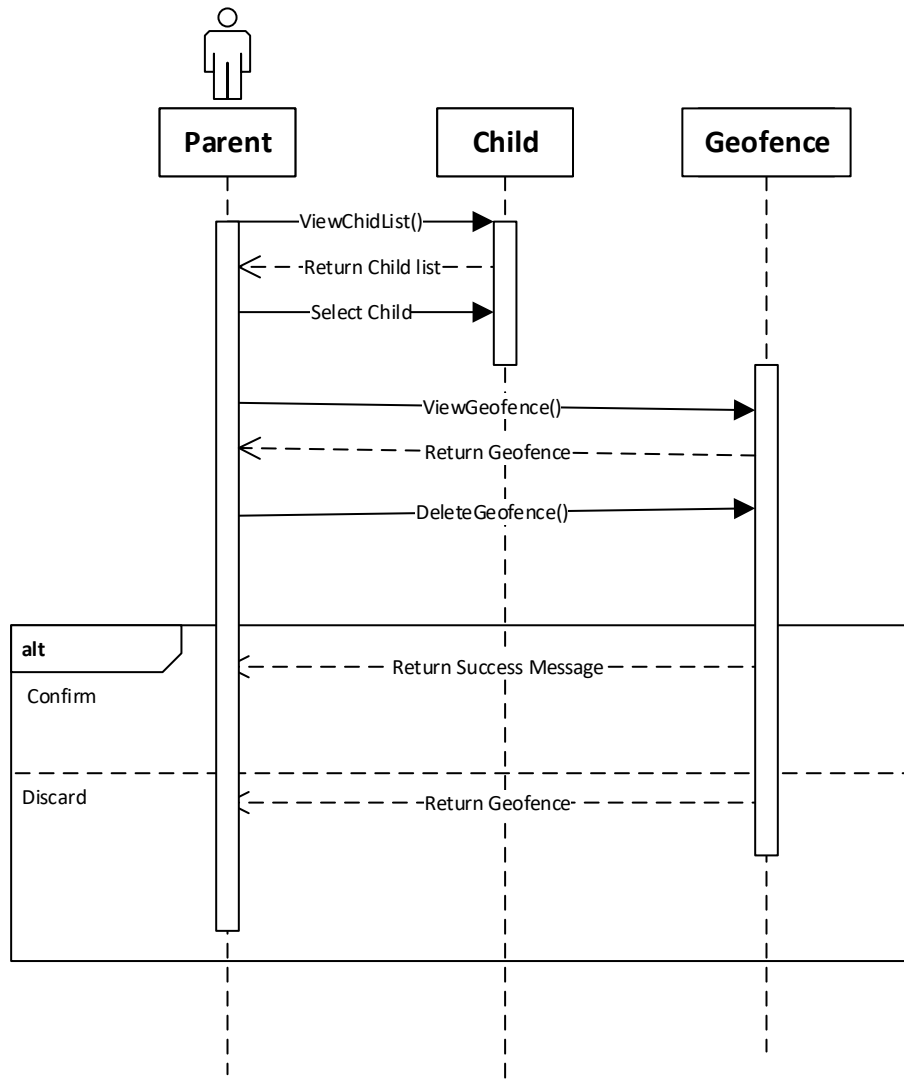 Parent
Child
Geofence
ViewChidList()
Return Child list
Select Child
ViewGeofence()
Return Geofence
DeleteGeofence()
alt
Return Success Message
Confirm
Discard
Return Geofence